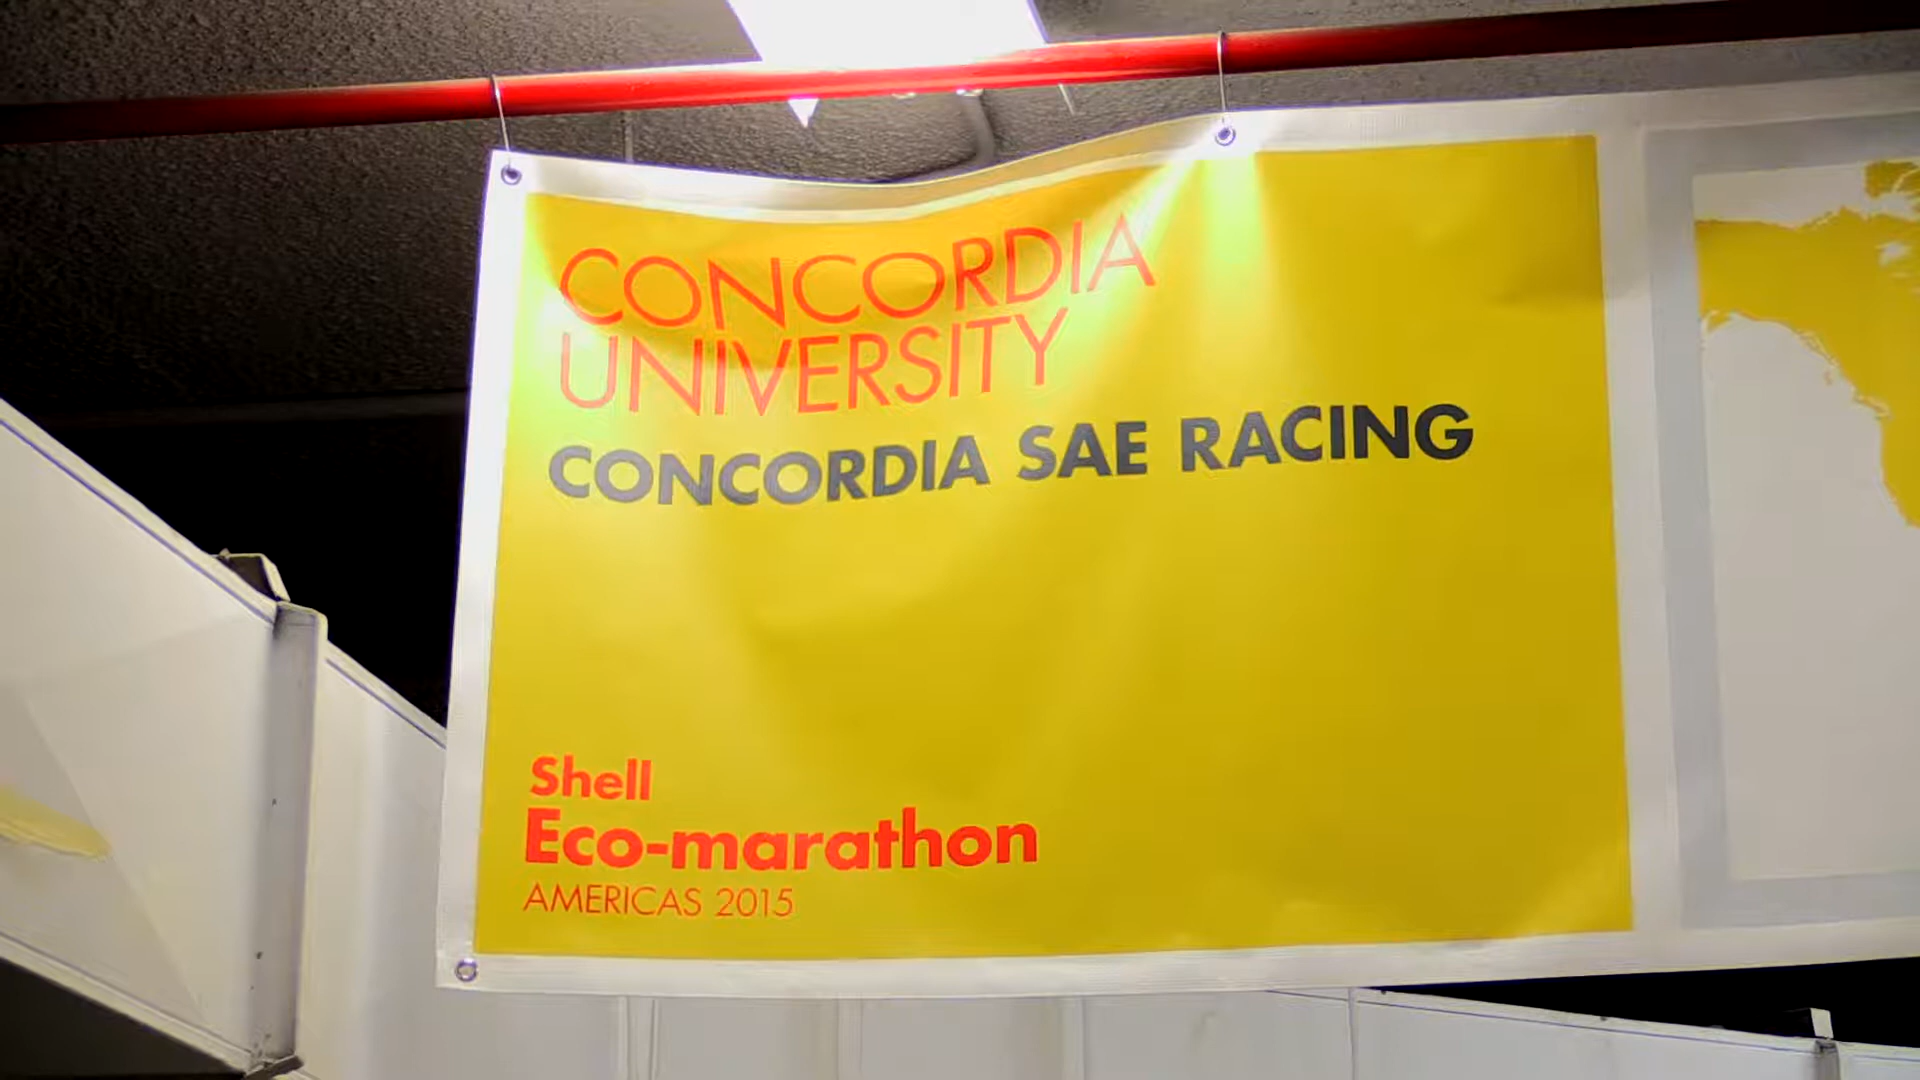 CONCORDIA
UNIVERSITY
CONCORDIA SAE RACING
Shell
Eco-marathon
AMERICAS 2015